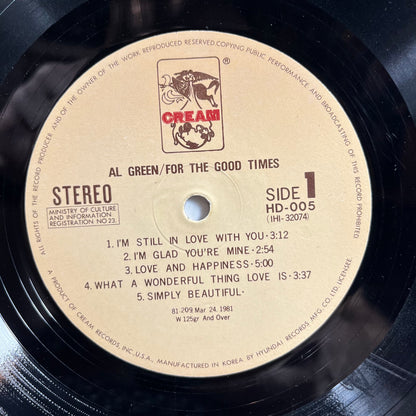 ALL RIGHTS OF THE RECORD PRODUCER AND OF THE OWNER OF THE WORK, REPRODUCED RESERVED.COPYING PUBLIC PERFORMANCE AND BROADCASTING OF THIS RECORD PROHIBITED.
®
CREAM
AL GREEN/FOR THE GOOD TIMES
STEREO
MINISTRY OF CULTURE
AND INFORMATION
REGISTRATION NO 23.
SIDE 1
HD-005
(IHI-32074)
1.I'M STILL IN LOVE WITH YOU·3:12
2.I'M GLAD YOU'RE MINE·2:54
3.LOVE AND HAPPINESS·5:00
4.WHAT A WONDERFUL THING LOVE IS·3:37
5.SIMPLY BEAUTIFUL·
81.209. Mar 24. 1981
W 125gr And Over
A PRODUCT OF CREAM RECORDS,INC.,U.S.A., MANUFACTURED IN KOREA BY HYUNDAI RECORDS MFG. CO. LTD. LICENSEE.